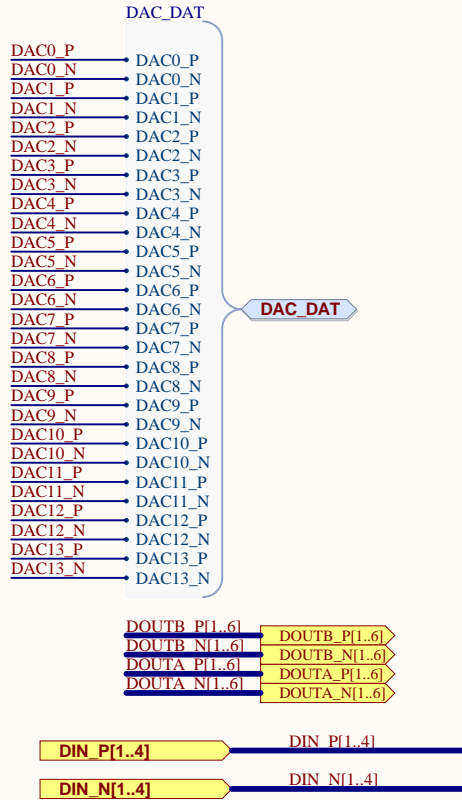 DAC_DAT
DAC0_P DAC0_P
DAC0_N DAC0_N
DAC1_P DAC1_P
DAC1_N DAC1_N
DAC2_P DAC2_P
DAC2_N DAC2_N
DAC3_P DAC3_P
DAC3_N DAC3_N
DAC4_P DAC4_P
DAC4_N DAC4_N
DAC5_P DAC5_P
DAC5_N DAC5_N
DAC6_P DAC6_P
DAC6_N DAC6_N DAC_DAT
DAC7_P DAC7_P
DAC7_N DAC7_N
DAC8_P DAC8_P
DAC8_N DAC8_N
DAC9_P DAC9_P
DAC9_N DAC9_N
DAC10_P DAC10_P
DAC10_N DAC10_N
DAC11_P DAC11_P
DAC11_N DAC11_N
DAC12_P DAC12_P
DAC12_N DAC12_N
DAC13_P DAC13_P
DAC13_N DAC13_N
DOUTB_P[1..6] DOUTB_P[1..6]
DOUTB_N[1..6] DOUTB_N[1..6]
DOUTA_P[1..6] DOUTA_P[1..6]
DOUTA_N[1..6] DOUTA_N[1..6]
DIN_P[1..4] DIN_P[1..4]
DIN_N[1..4] DIN_N[1..4]